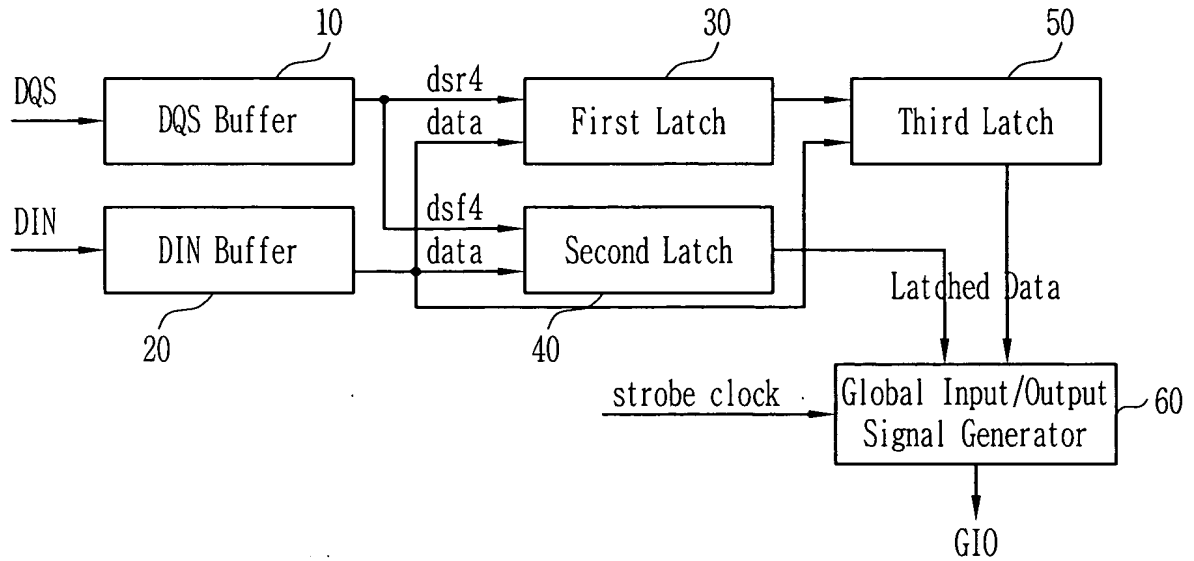 10
30
50
DQS
DQS Buffer
dsr4
data
First Latch
Third Latch
DIN
DIN Buffer
dsf4
data
Second Latch
20
40
Latched Data
strobe clock
Global Input/Output
Signal Generator
60
GIO